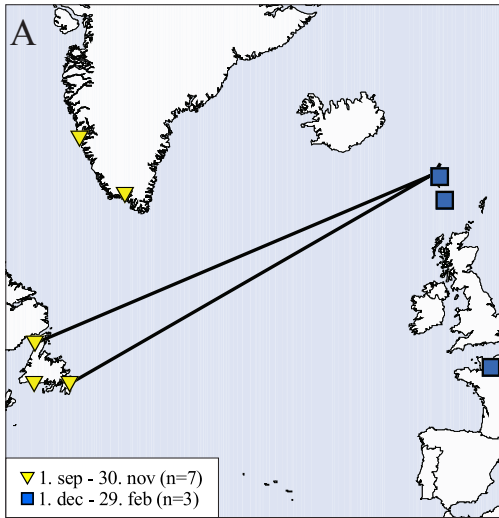 A
1. sep - 30. nov (n=7)
1. dec - 29. feb (n=3)